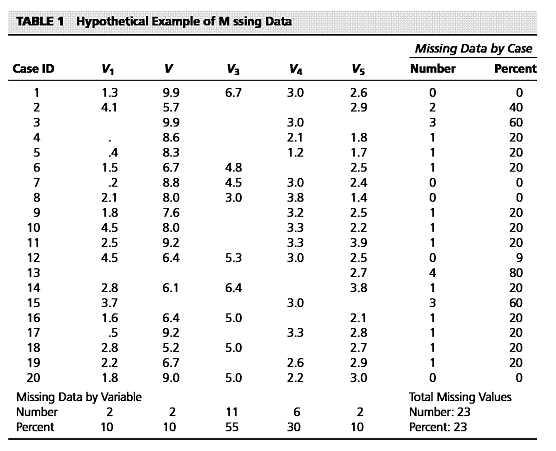 TABLE 1 Hypothetical Example of M ssing Data
Missing Data by Case
Case ID V1 V V3 V4 V5 Number Percent
1 1.3 9.9 6.7 3.0 2.6 0 0
2 4.1 5.7 2.9 2 40
3 9.9 3.0 3 60
4 . 8.6 2.1 1.8 1 20
5 .4 8.3 1.2 1.7 1 20
6 1.5 6.7 4.8 2.5 1 20
7 .2 8.8 4.5 3.0 2.4 0 0
8 2.1 8.0 3.0 3.8 1.4 0 0
9 1.8 7.6 3.2 2.5 1 20
10 4.5 8.0 3.3 2.2 1 20
11 2.5 9.2 3.3 3.9 1 20
12 4.5 6.4 5.3 3.0 2.5 0 9
13 2.7 4 80
14 2.8 6.1 6.4 3.8 1 20
15 3.7 3.0 3 60
16 1.6 6.4 5.0 2.1 1 20
17 .5 9.2 3.3 2.8 1 20
18 2.8 5.2 5.0 2.7 1 20
19 2.2 6.7 2.6 2.9 1 20
20 1.8 9.0 5.0 2.2 3.0 0 0
Missing Data by Variable Total Missing Values
Number 2 2 11 6 2 Number: 23
Percent 10 10 55 30 10 Percent: 23